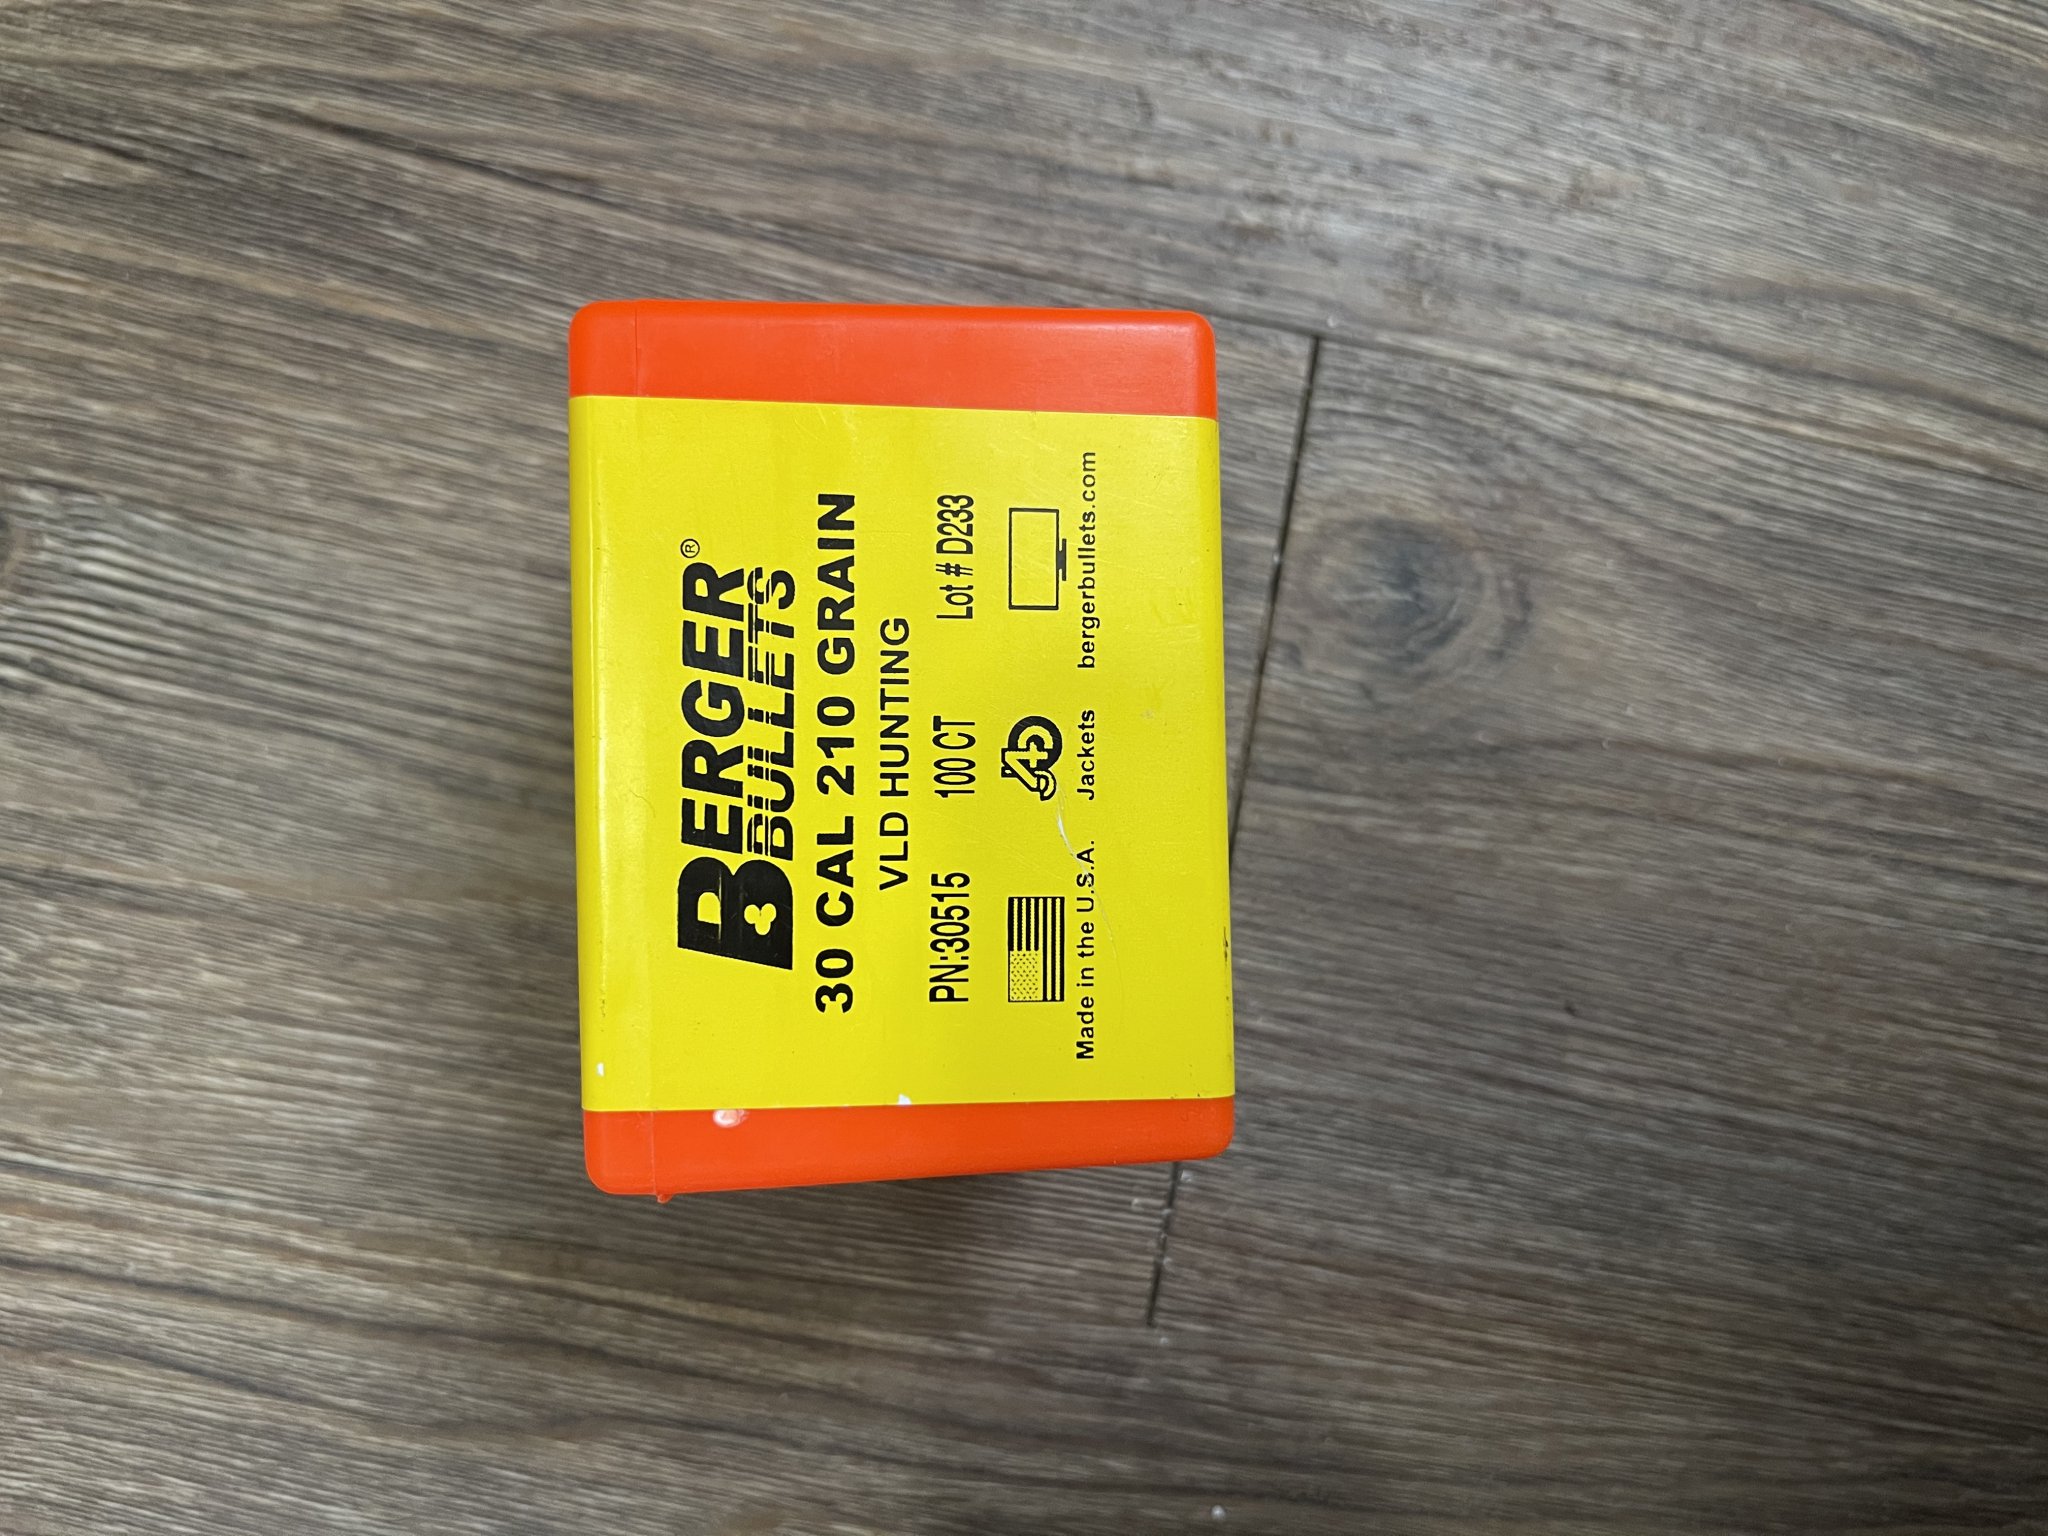 BERGER®
BULLETS
30 CAL 210 GRAIN
VLD HUNTING
PN:30515 100 CT Lot # D233
J4
Made in the U.S.A. Jackets bergerbullets.com